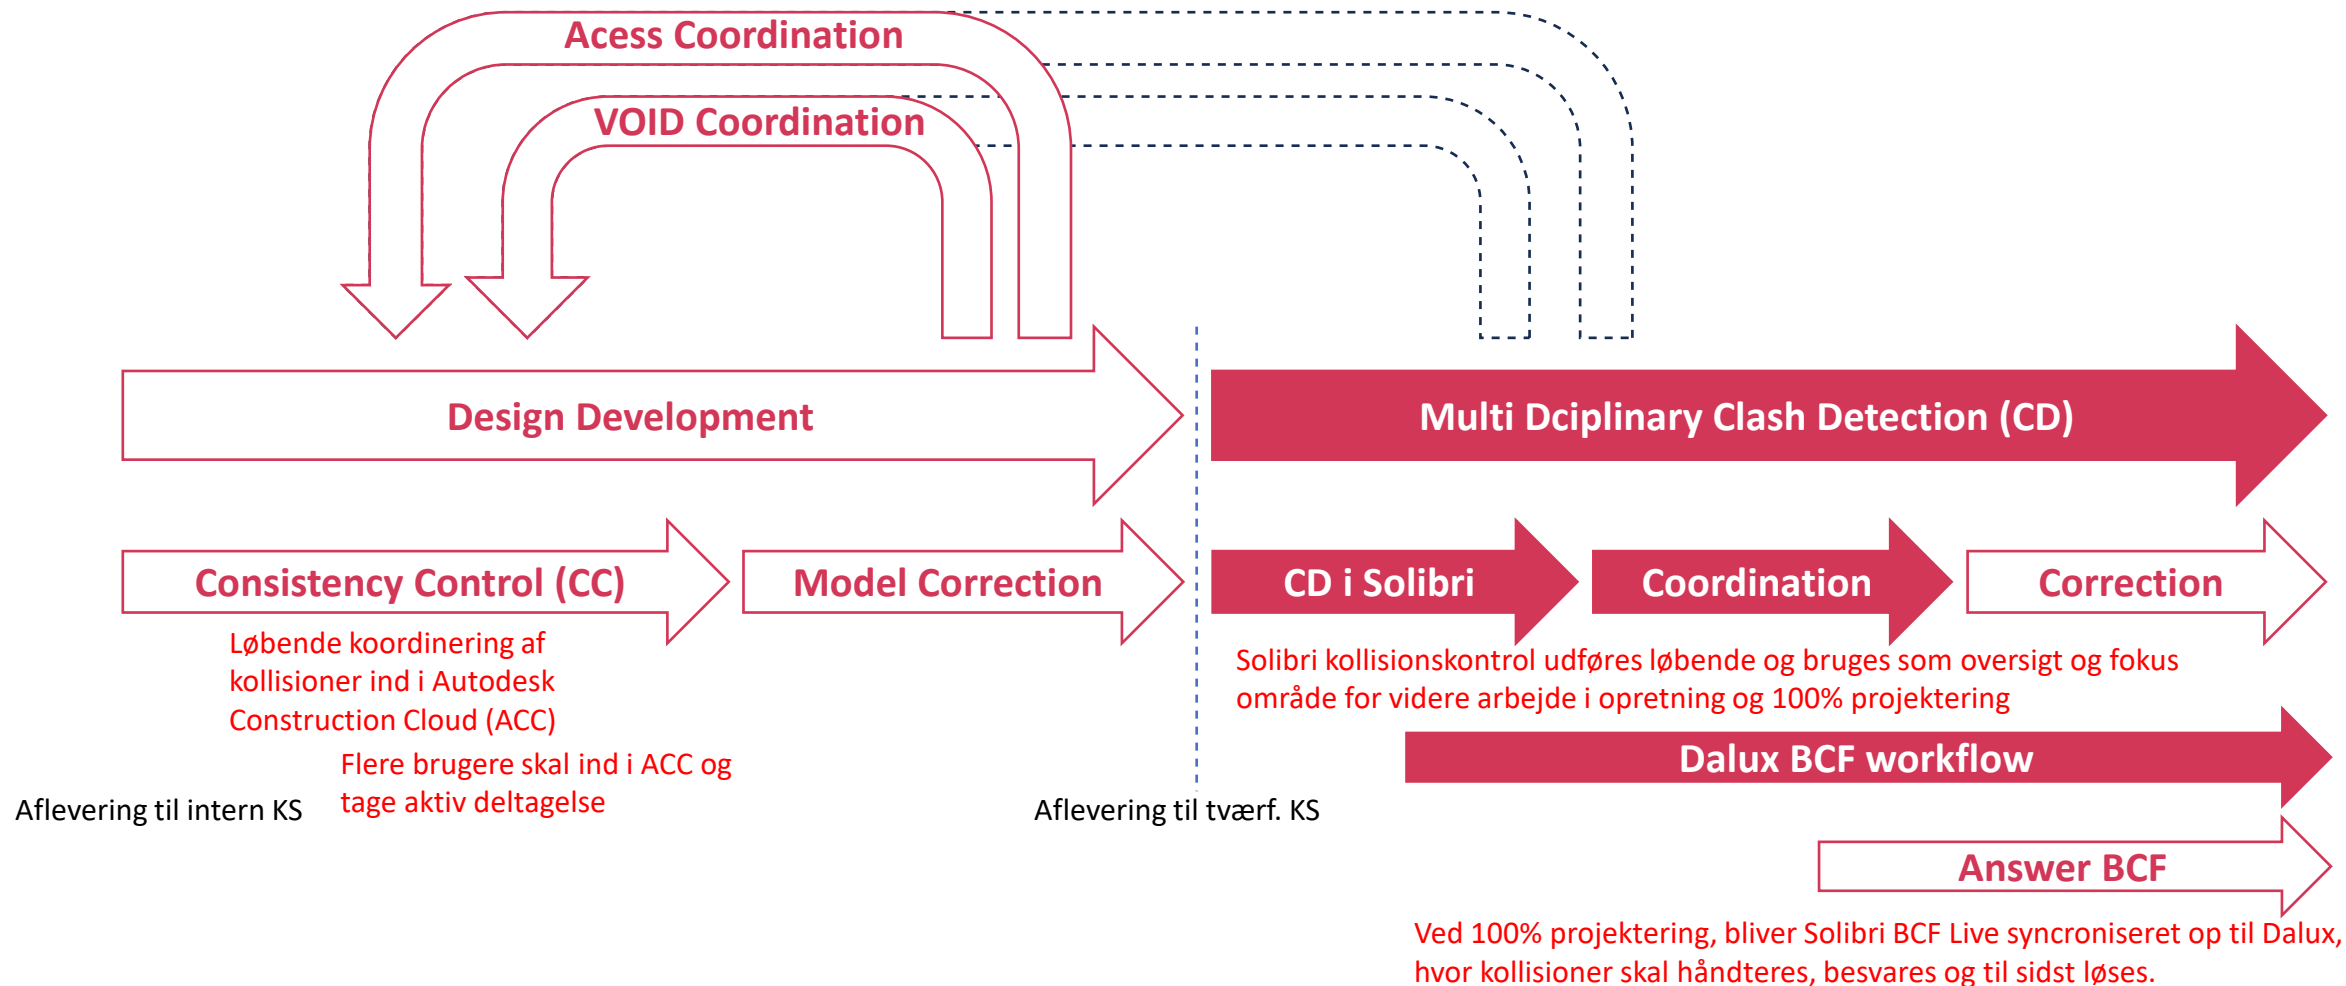 Acess Coordination
VOID Coordination
Design Development
Multi Dciplinary Clash Detection (CD)
Consistency Control (CC)
Model Correction
CD i Solibri
Coordination
Correction
Løbende koordinering af
kollisioner ind i Autodesk
Construction Cloud (ACC)
Flere brugere skal ind i ACC og
tage aktiv deltagelse
Solibri kollisionskontrol udføres løbende og bruges som oversigt og fokus
område for videre arbejde i opretning og 100% projektering
Dalux BCF workflow
Aflevering til intern KS
Aflevering til tværf. KS
Answer BCF
Ved 100% projektering, bliver Solibri BCF Live syncroniseret op til Dalux,
hvor kollisioner skal håndteres, besvares og til sidst løses.